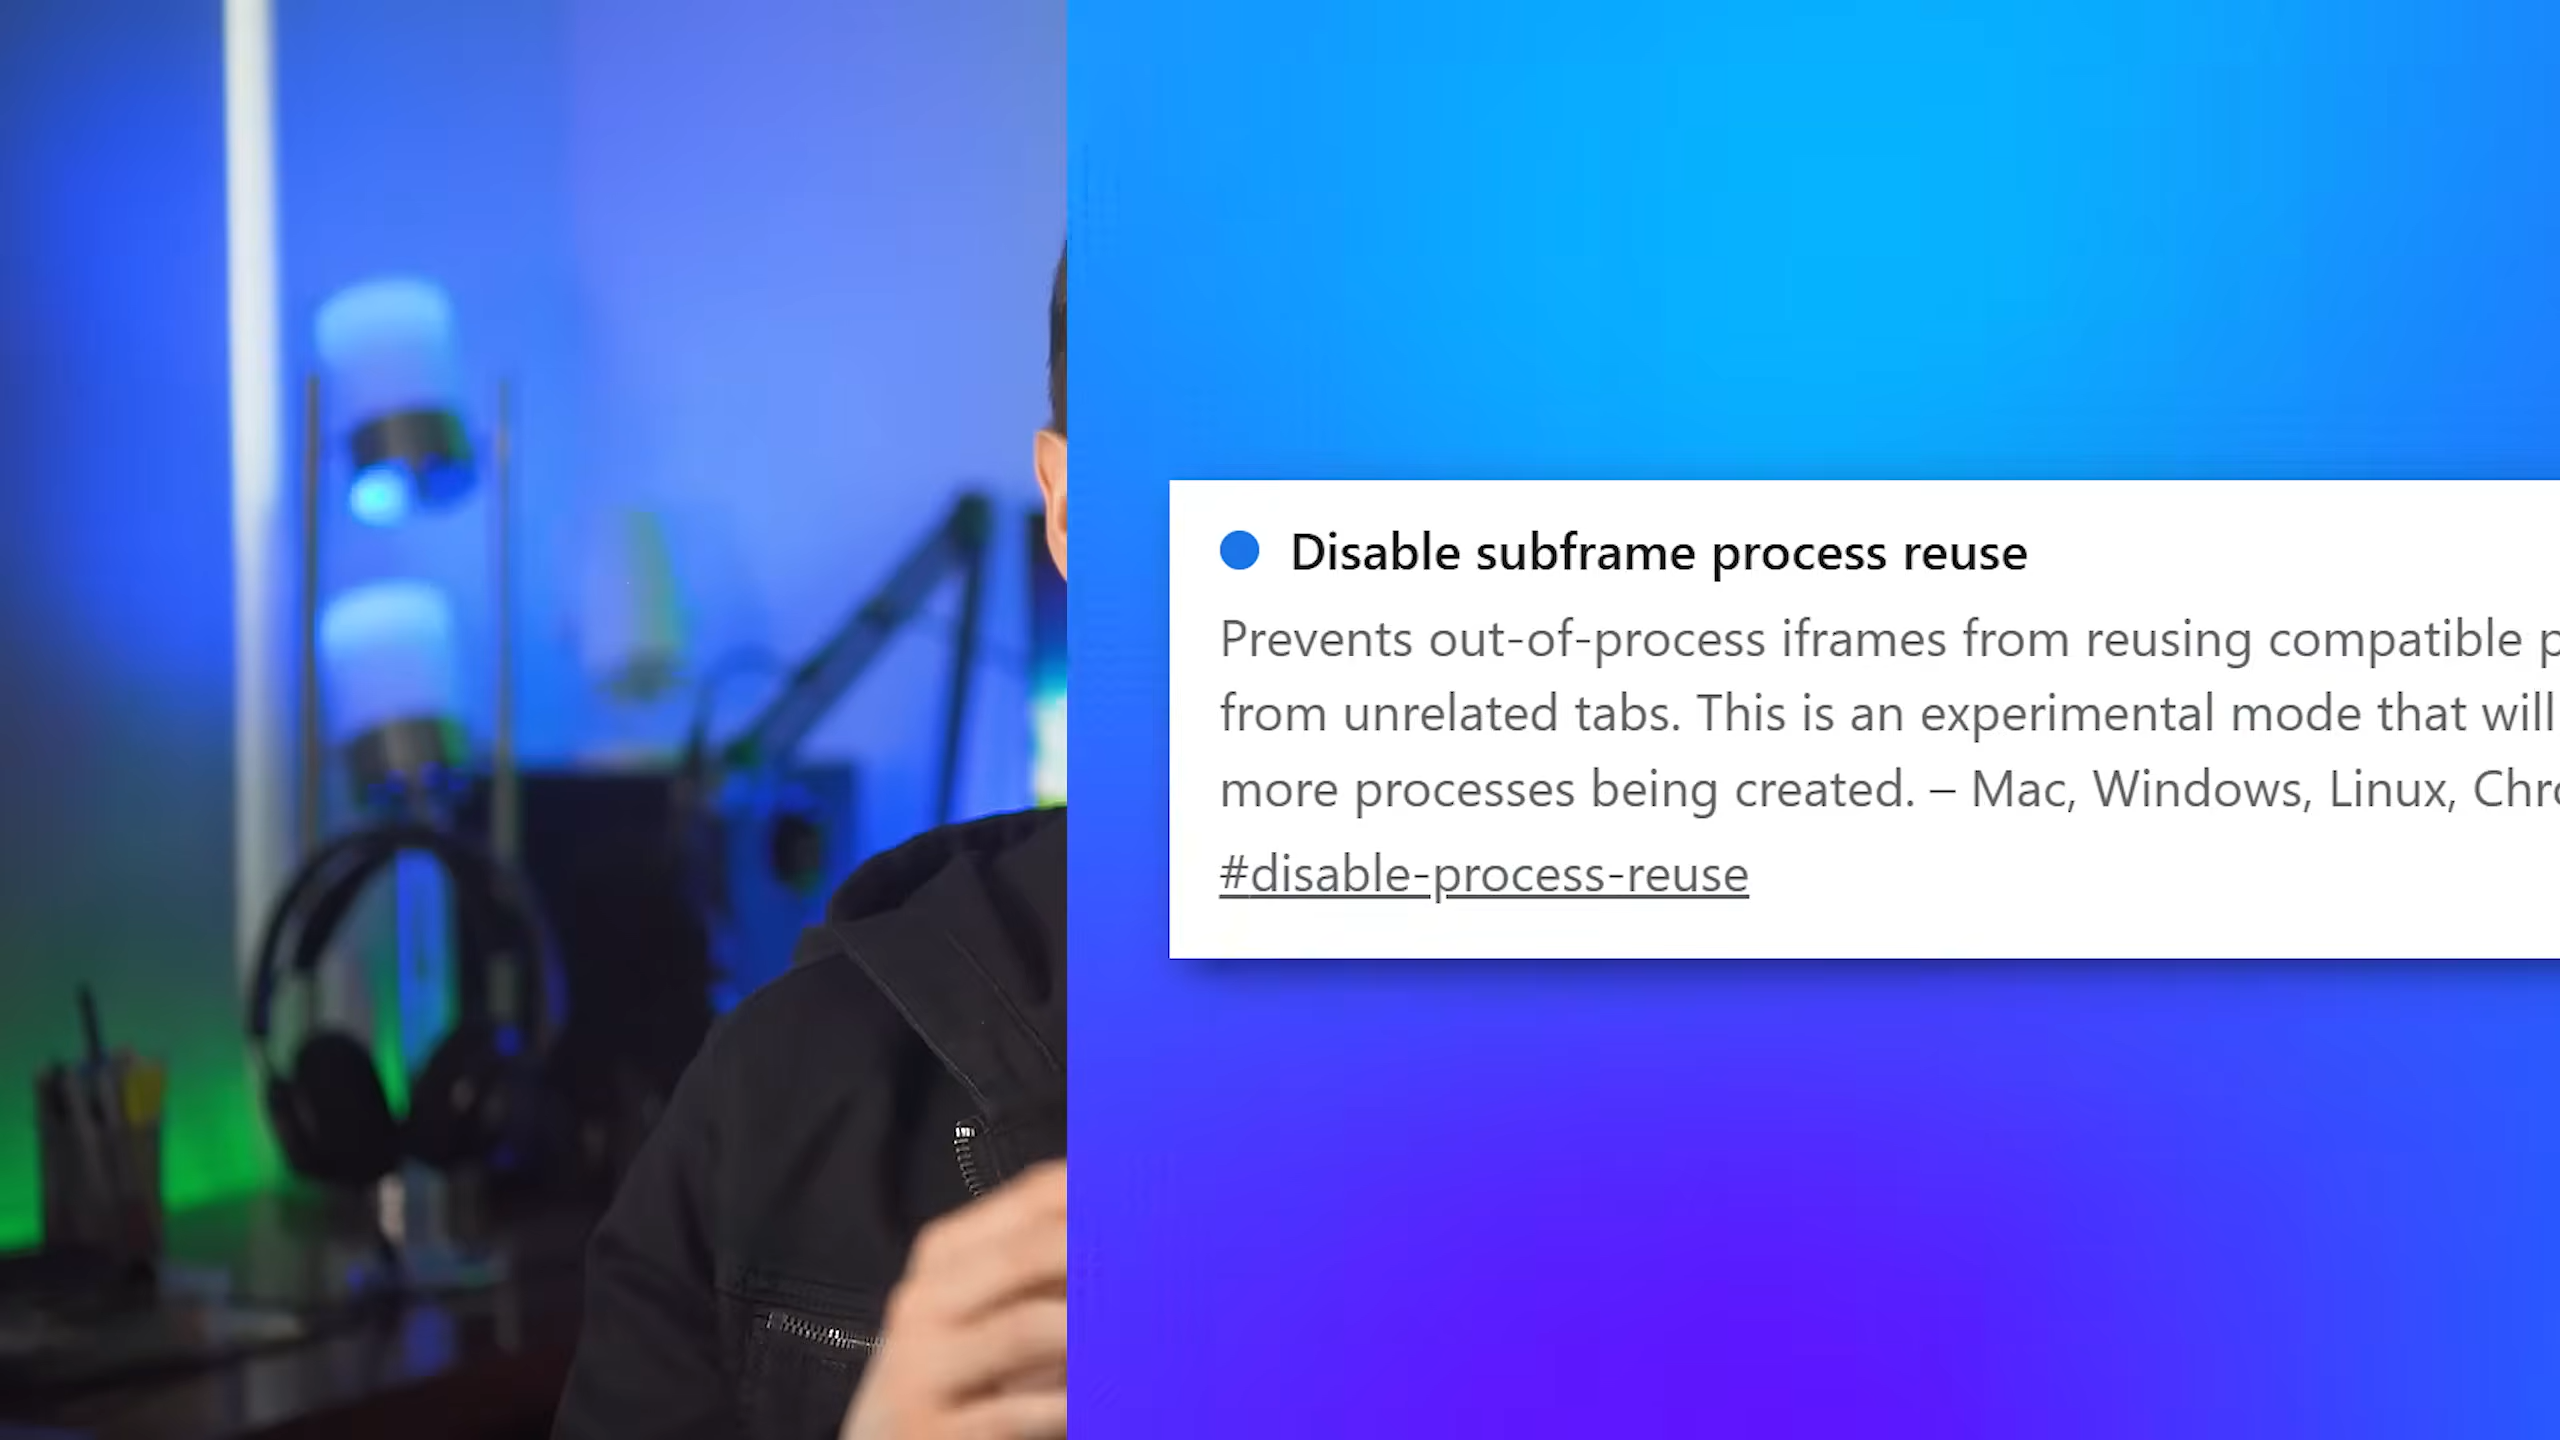 Disable subframe process reuse
Prevents out-of-process iframes from reusing compatible
from unrelated tabs. This is an experimental mode that will
more processes being created. – Mac, Windows, Linux,
#disable-process-reuse